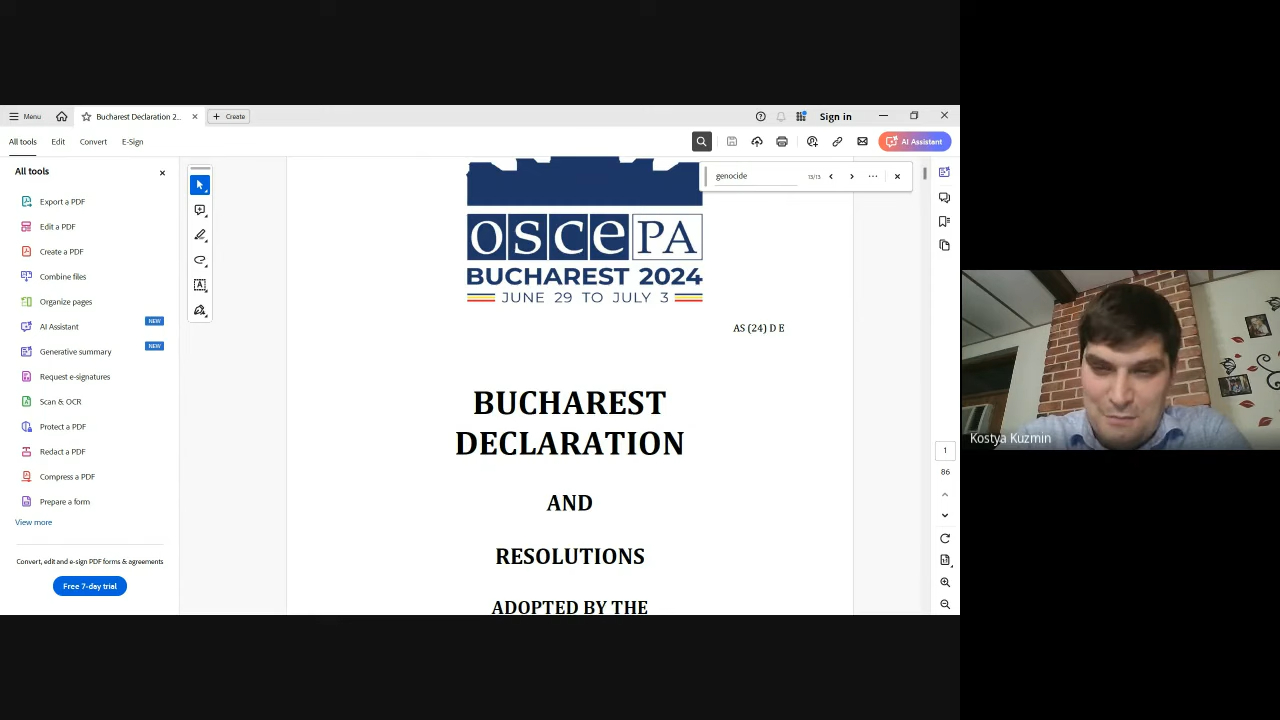 Menu
Bucharest Declaration 2...
Create
Sign in
All tools
Edit
Convert
E-Sign
AI Assistant
All tools
genocide
13/13
Export a PDF
Edit a PDF
Create a PDF
Combine files
Organize pages
AI Assistant
NEW
Generative summary
NEW
Request e-signatures
Scan & OCR
Protect a PDF
Redact a PDF
Compress a PDF
Prepare a form
View more
Convert, edit and e-sign PDF forms & agreements
Free 7-day trial
osce PA
BUCHAREST 2024
JUNE 29 TO JULY 3
AS (24) D E
BUCHAREST
DECLARATION
AND
RESOLUTIONS
ADOPTED BY THE
1
86
Kostya Kuzmin